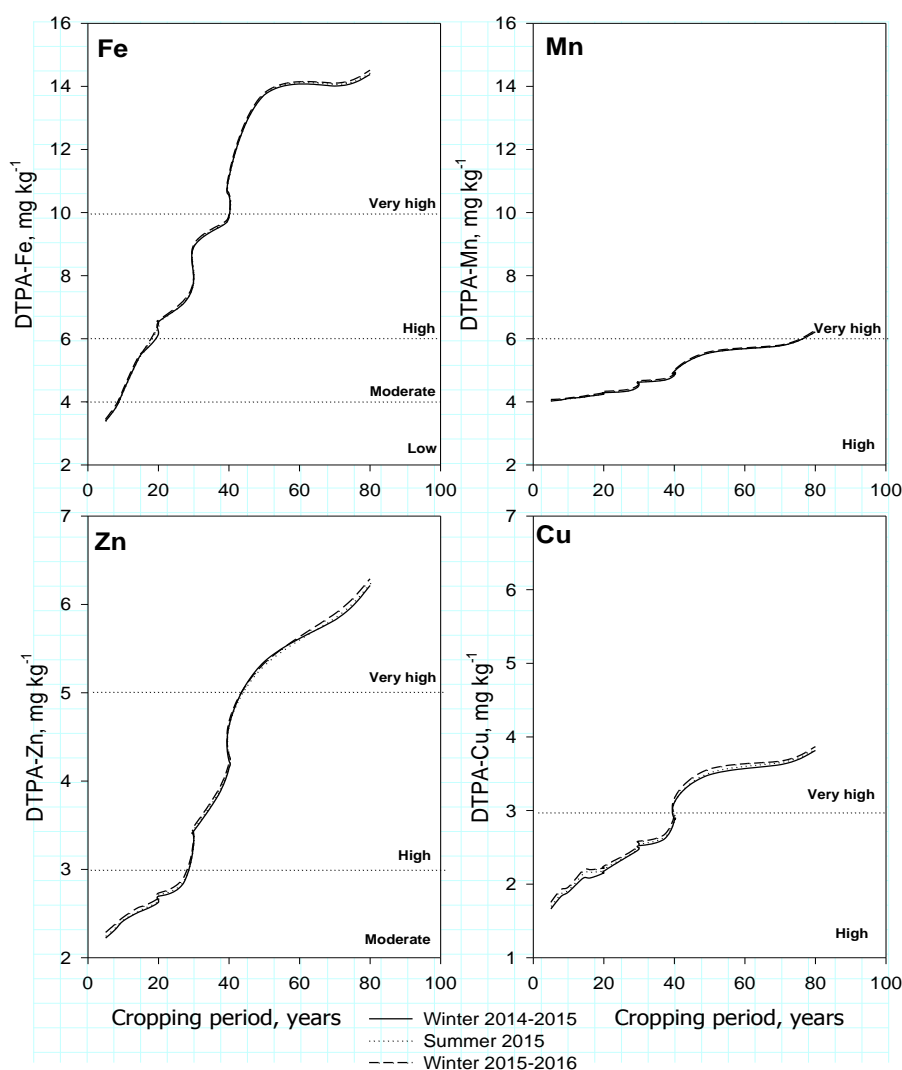 Fe
DTPA-Fe, mg kg-1
16
14
12
10
8
6
4
2
Very high
High
Moderate
Low
0 20 40 60 80 100
Mn
DTPA-Mn, mg kg-1
16
14
12
10
8
6
4
2
Very high
High
0 20 40 60 80 100
Zn
DTPA-Zn, mg kg-1
7
6
5
4
3
2
Very high
High
Moderate
0 20 40 60 80 100
Cropping period, years
Cu
DTPA-Cu, mg kg-1
7
6
5
4
3
2
1
Very high
High
0 20 40 60 80 100
Cropping period, years
Winter 2014-2015
Summer 2015
Winter 2015-2016